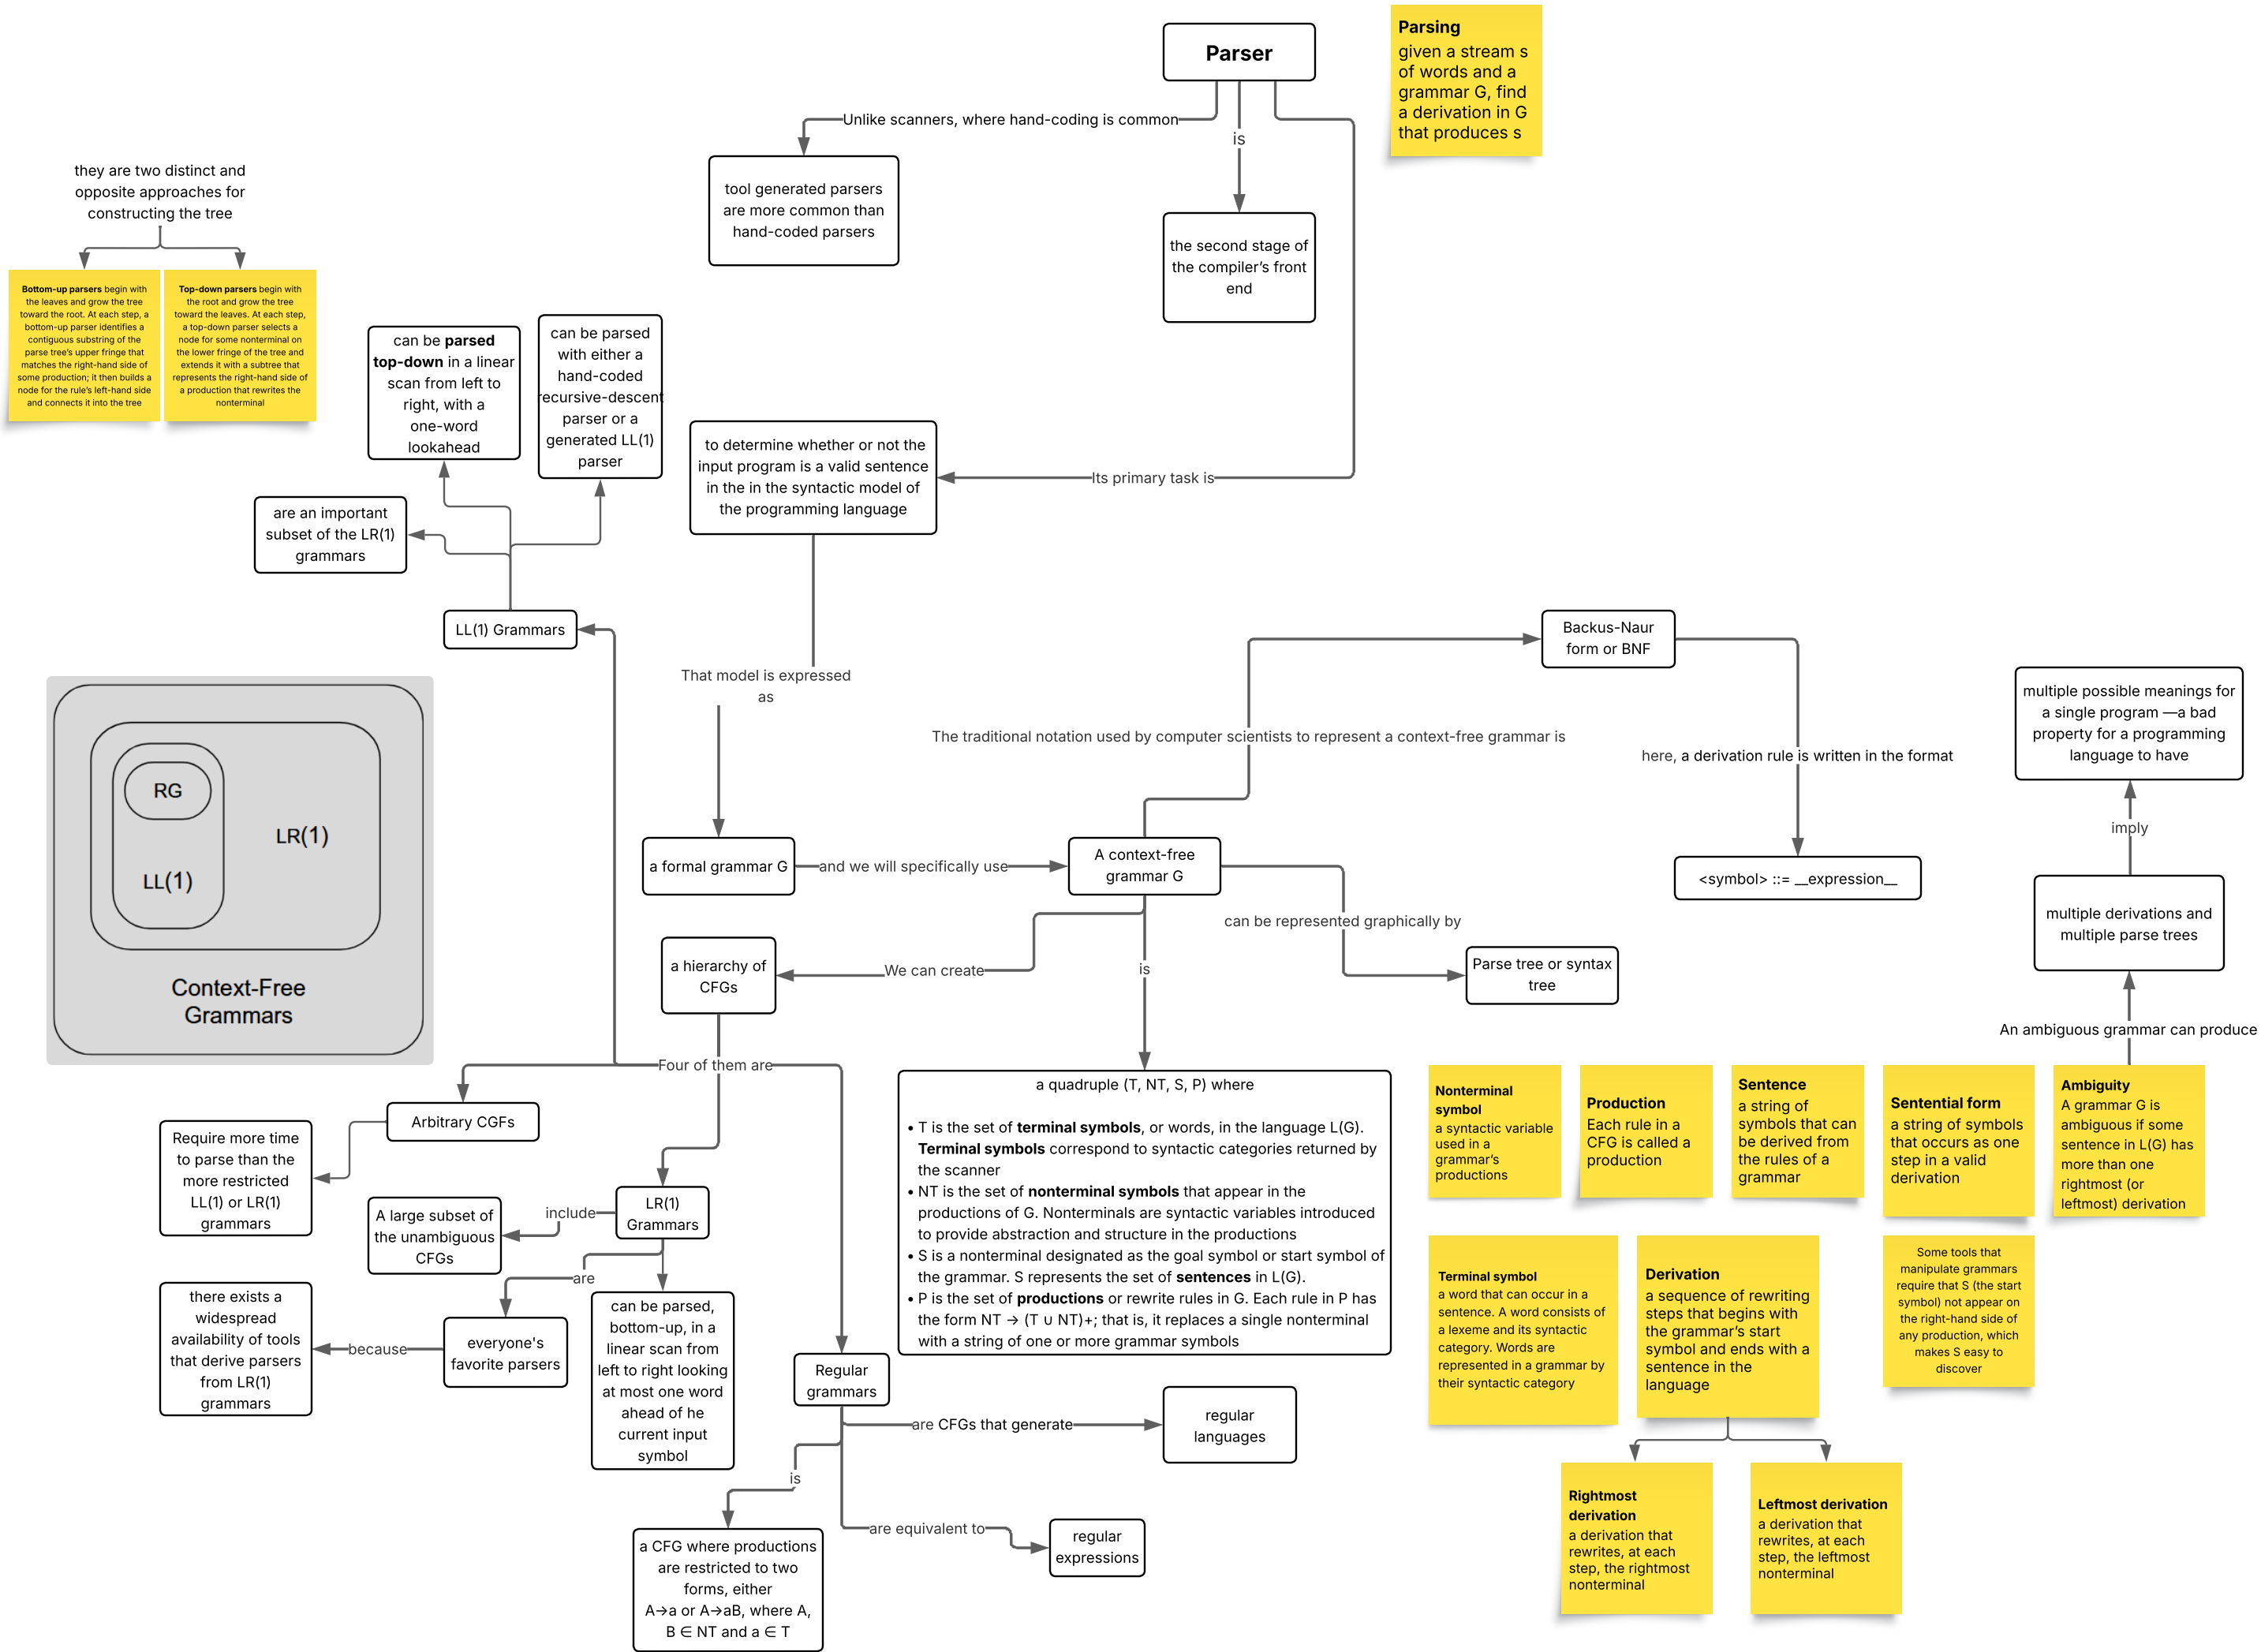 Parser
Parsing
given a stream s
of words and a
grammar G, find
a derivation in G
that produces s
Unlike scanners, where hand-coding is common
is
tool generated parsers
are more common than
hand-coded parsers
the second stage of
the compiler’s front
end
they are two distinct and
opposite approaches for
constructing the tree
Bottom-up parsers begin with
the leaves and grow the tree
toward the root. At each step, a
bottom-up parser identifies a
contiguous substring of the
parse tree’s upper fringe that
matches the right-hand side of
some production; it then builds a
node for the rule’s left-hand side
and connects it into the tree
Top-down parsers begin with
the root and grow the tree
toward the leaves. At each step,
a top-down parser selects a
node for some nonterminal on
the lower fringe of the tree and
extends it with a subtree that
represents the right-hand side of
a production that rewrites the
nonterminal
can be parsed
top-down in a linear
scan from left to
right, with a
one-word
lookahead
can be parsed
with either a
hand-coded
recursive-descent
parser or a
generated LL(1)
parser
to determine whether or not the
input program is a valid sentence
in the in the syntactic model of
the programming language
Its primary task is
are an important
subset of the LR(1)
grammars
LL(1) Grammars
Backus-Naur
form or BNF
That model is expressed
as
The traditional notation used by computer scientists to represent a context-free grammar is
here, a derivation rule is written in the format
multiple possible meanings for
a single program —a bad
property for a programming
language to have
imply
RG
LR(1)
LL(1)
Context-Free
Grammars
a formal grammar G
and we will specifically use
A context-free
grammar G
<symbol> ::= __expression__
multiple derivations and
multiple parse trees
can be represented graphically by
a hierarchy of
CFGs
We can create
is
Parse tree or syntax
tree
An ambiguous grammar can produce
Four of them are
a quadruple (T, NT, S, P) where
• T is the set of terminal symbols, or words, in the language L(G).
Terminal symbols correspond to syntactic categories returned by
the scanner
• NT is the set of nonterminal symbols that appear in the
productions of G. Nonterminals are syntactic variables introduced
to provide abstraction and structure in the productions
• S is a nonterminal designated as the goal symbol or start symbol of
the grammar. S represents the set of sentences in L(G).
• P is the set of productions or rewrite rules in G. Each rule in P has
the form NT → (T ∪ NT)+; that is, it replaces a single nonterminal
with a string of one or more grammar symbols
Nonterminal
symbol
a syntactic variable
used in a
grammar’s
productions
Production
Each rule in a
CFG is called a
production
Sentence
a string of
symbols that can
be derived from
the rules of a
grammar
Sentential form
a string of symbols
that occurs as one
step in a valid
derivation
Ambiguity
A grammar G is
ambiguous if some
sentence in L(G) has
more than one
rightmost (or
leftmost) derivation
Arbitrary CGFs
Require more time
to parse than the
more restricted
LL(1) or LR(1)
grammars
LR(1)
Grammars
include
A large subset of
the unambiguous
CFGs
are
there exists a
widespread
availability of tools
that derive parsers
from LR(1)
grammars
because
everyone's
favorite parsers
can be parsed,
bottom-up, in a
linear scan from
left to right looking
at most one word
ahead of he
current input
symbol
Regular
grammars
are CFGs that generate
regular
languages
is
are equivalent to
regular
expressions
a CFG where productions
are restricted to two
forms, either
A→a or A→aB, where A,
B ∈ NT and a ∈ T
Terminal symbol
a word that can occur in a
sentence. A word consists of
a lexeme and its syntactic
category. Words are
represented in a grammar by
their syntactic category
Derivation
a sequence of rewriting
steps that begins with
the grammar’s start
symbol and ends with a
sentence in the
language
Some tools that
manipulate grammars
require that S (the start
symbol) not appear on
the right-hand side of
any production, which
makes S easy to
discover
Rightmost
derivation
a derivation that
rewrites, at each
step, the rightmost
nonterminal
Leftmost derivation
a derivation that
rewrites, at each
step, the leftmost
nonterminal